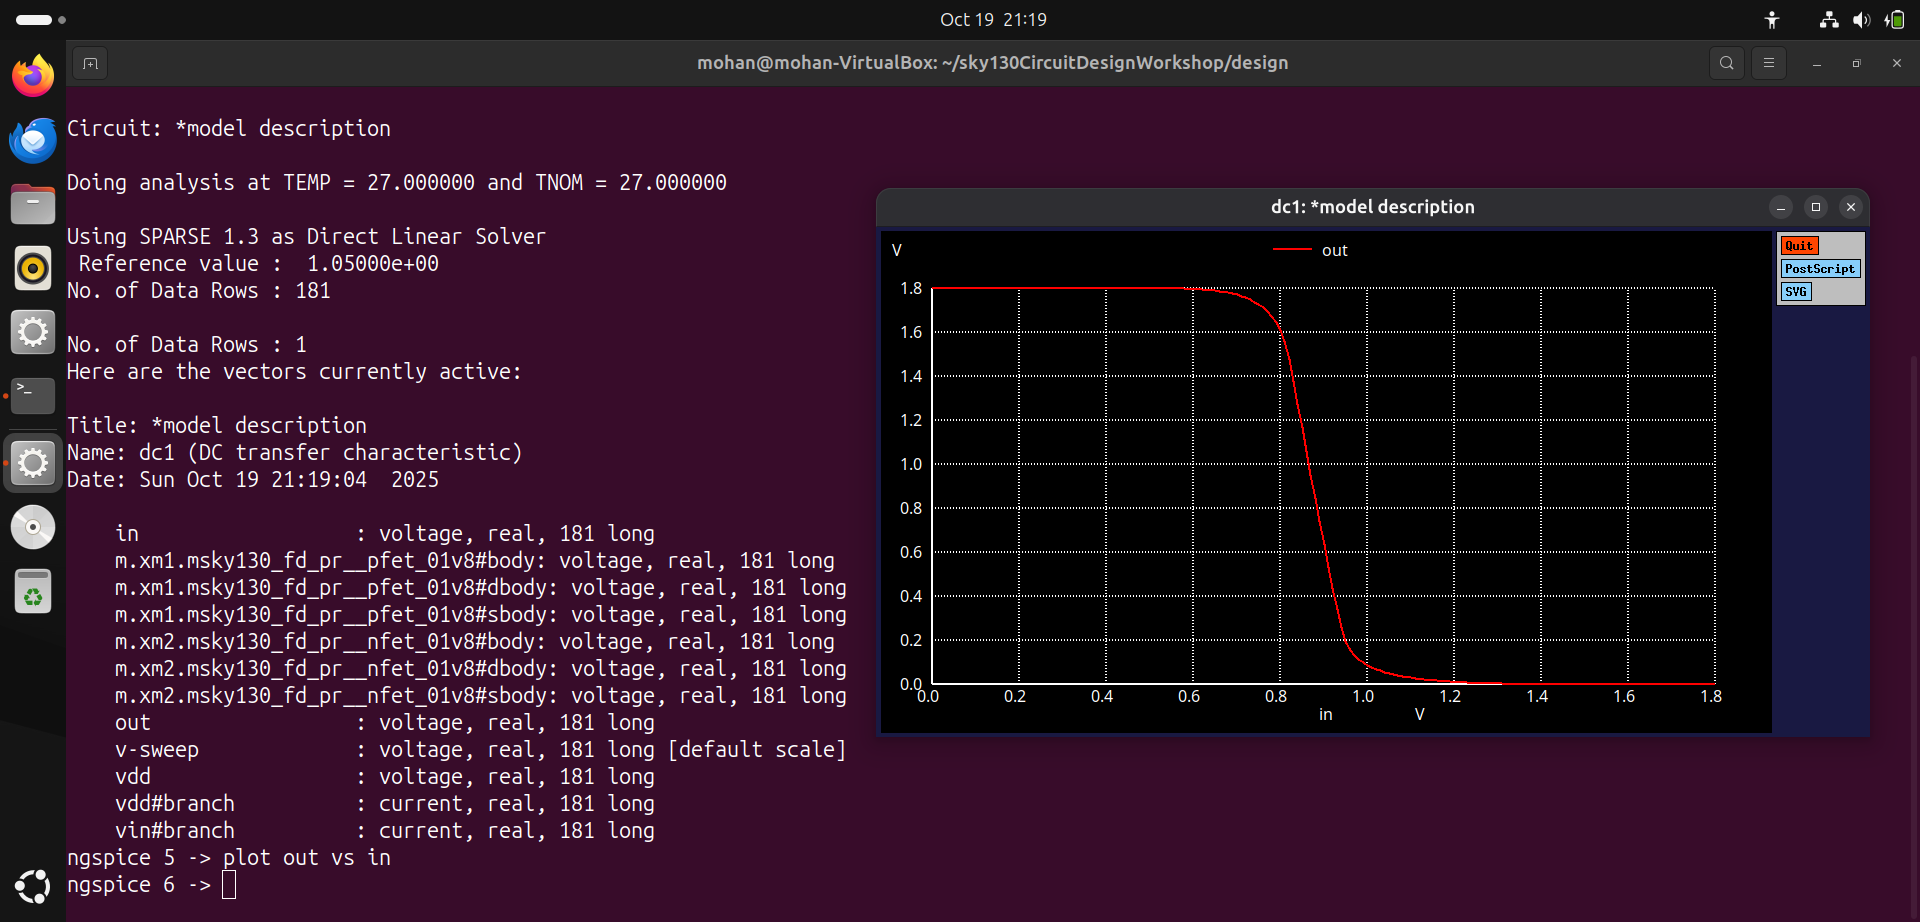 Oct 19 21:19
mohan@mohan-VirtualBox: ~/sky130CircuitDesignWorkshop/design
Circuit: *model description
Doing analysis at TEMP = 27.000000 and TNOM = 27.000000
Using SPARSE 1.3 as Direct Linear Solver
Reference value : 1.05000e+00
No. of Data Rows : 181
No. of Data Rows : 1
Here are the vectors currently active:
Title: *model description
Name: dc1 (DC transfer characteristic)
Date: Sun Oct 19 21:19:04 2025
in : voltage, real, 181 long
m.xm1.msky130_fd_pr__pfet_01v8#body: voltage, real, 181 long
m.xm1.msky130_fd_pr__pfet_01v8#dbody: voltage, real, 181 long
m.xm1.msky130_fd_pr__pfet_01v8#sbody: voltage, real, 181 long
m.xm2.msky130_fd_pr__nfet_01v8#body: voltage, real, 181 long
m.xm2.msky130_fd_pr__nfet_01v8#dbody: voltage, real, 181 long
m.xm2.msky130_fd_pr__nfet_01v8#sbody: voltage, real, 181 long
out : voltage, real, 181 long
v-sweep : voltage, real, 181 long [default scale]
vdd : voltage, real, 181 long
vdd#branch : current, real, 181 long
vin#branch : current, real, 181 long
ngspice 5 -> plot out vs in
ngspice 6 ->
dc1: *model description
V
out
Quit
PostScript
SVG
1.8
1.6
1.4
1.2
1.0
0.8
0.6
0.4
0.2
0.0
0.0 0.2 0.4 0.6 0.8 1.0 1.2 1.4 1.6 1.8
in V
>_